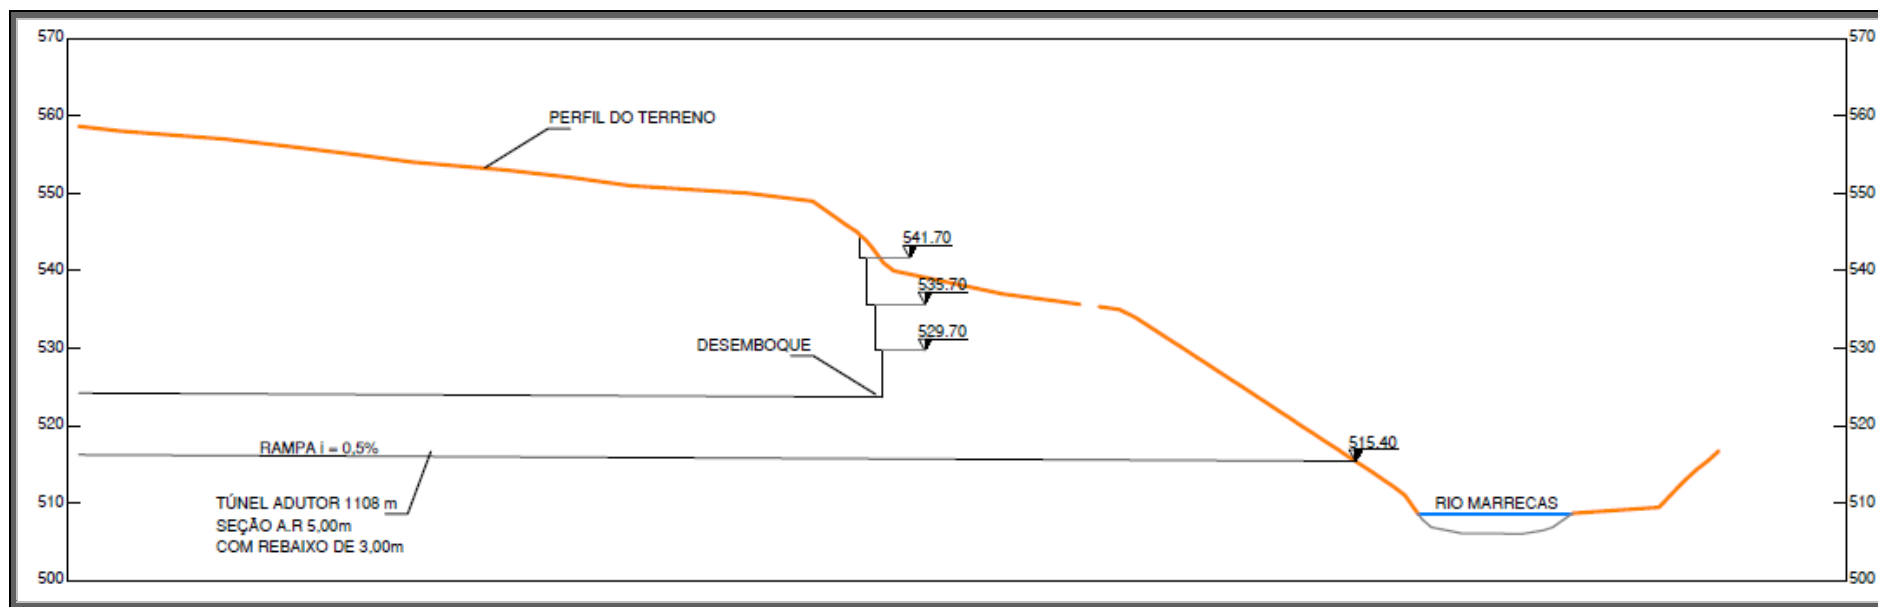 570
570
560
PERFIL DO TERRENO
560
550
550
541.70
540
540
535.70
529.70
530
DESEMBOQUE
530
520
520
RAMPA i = 0,5%
515.40
510
TÚNEL ADUTOR 1108 m
RIO MARRECAS
510
SEÇÃO A.R 5,00m
COM REBAIXO DE 3,00m
500
500